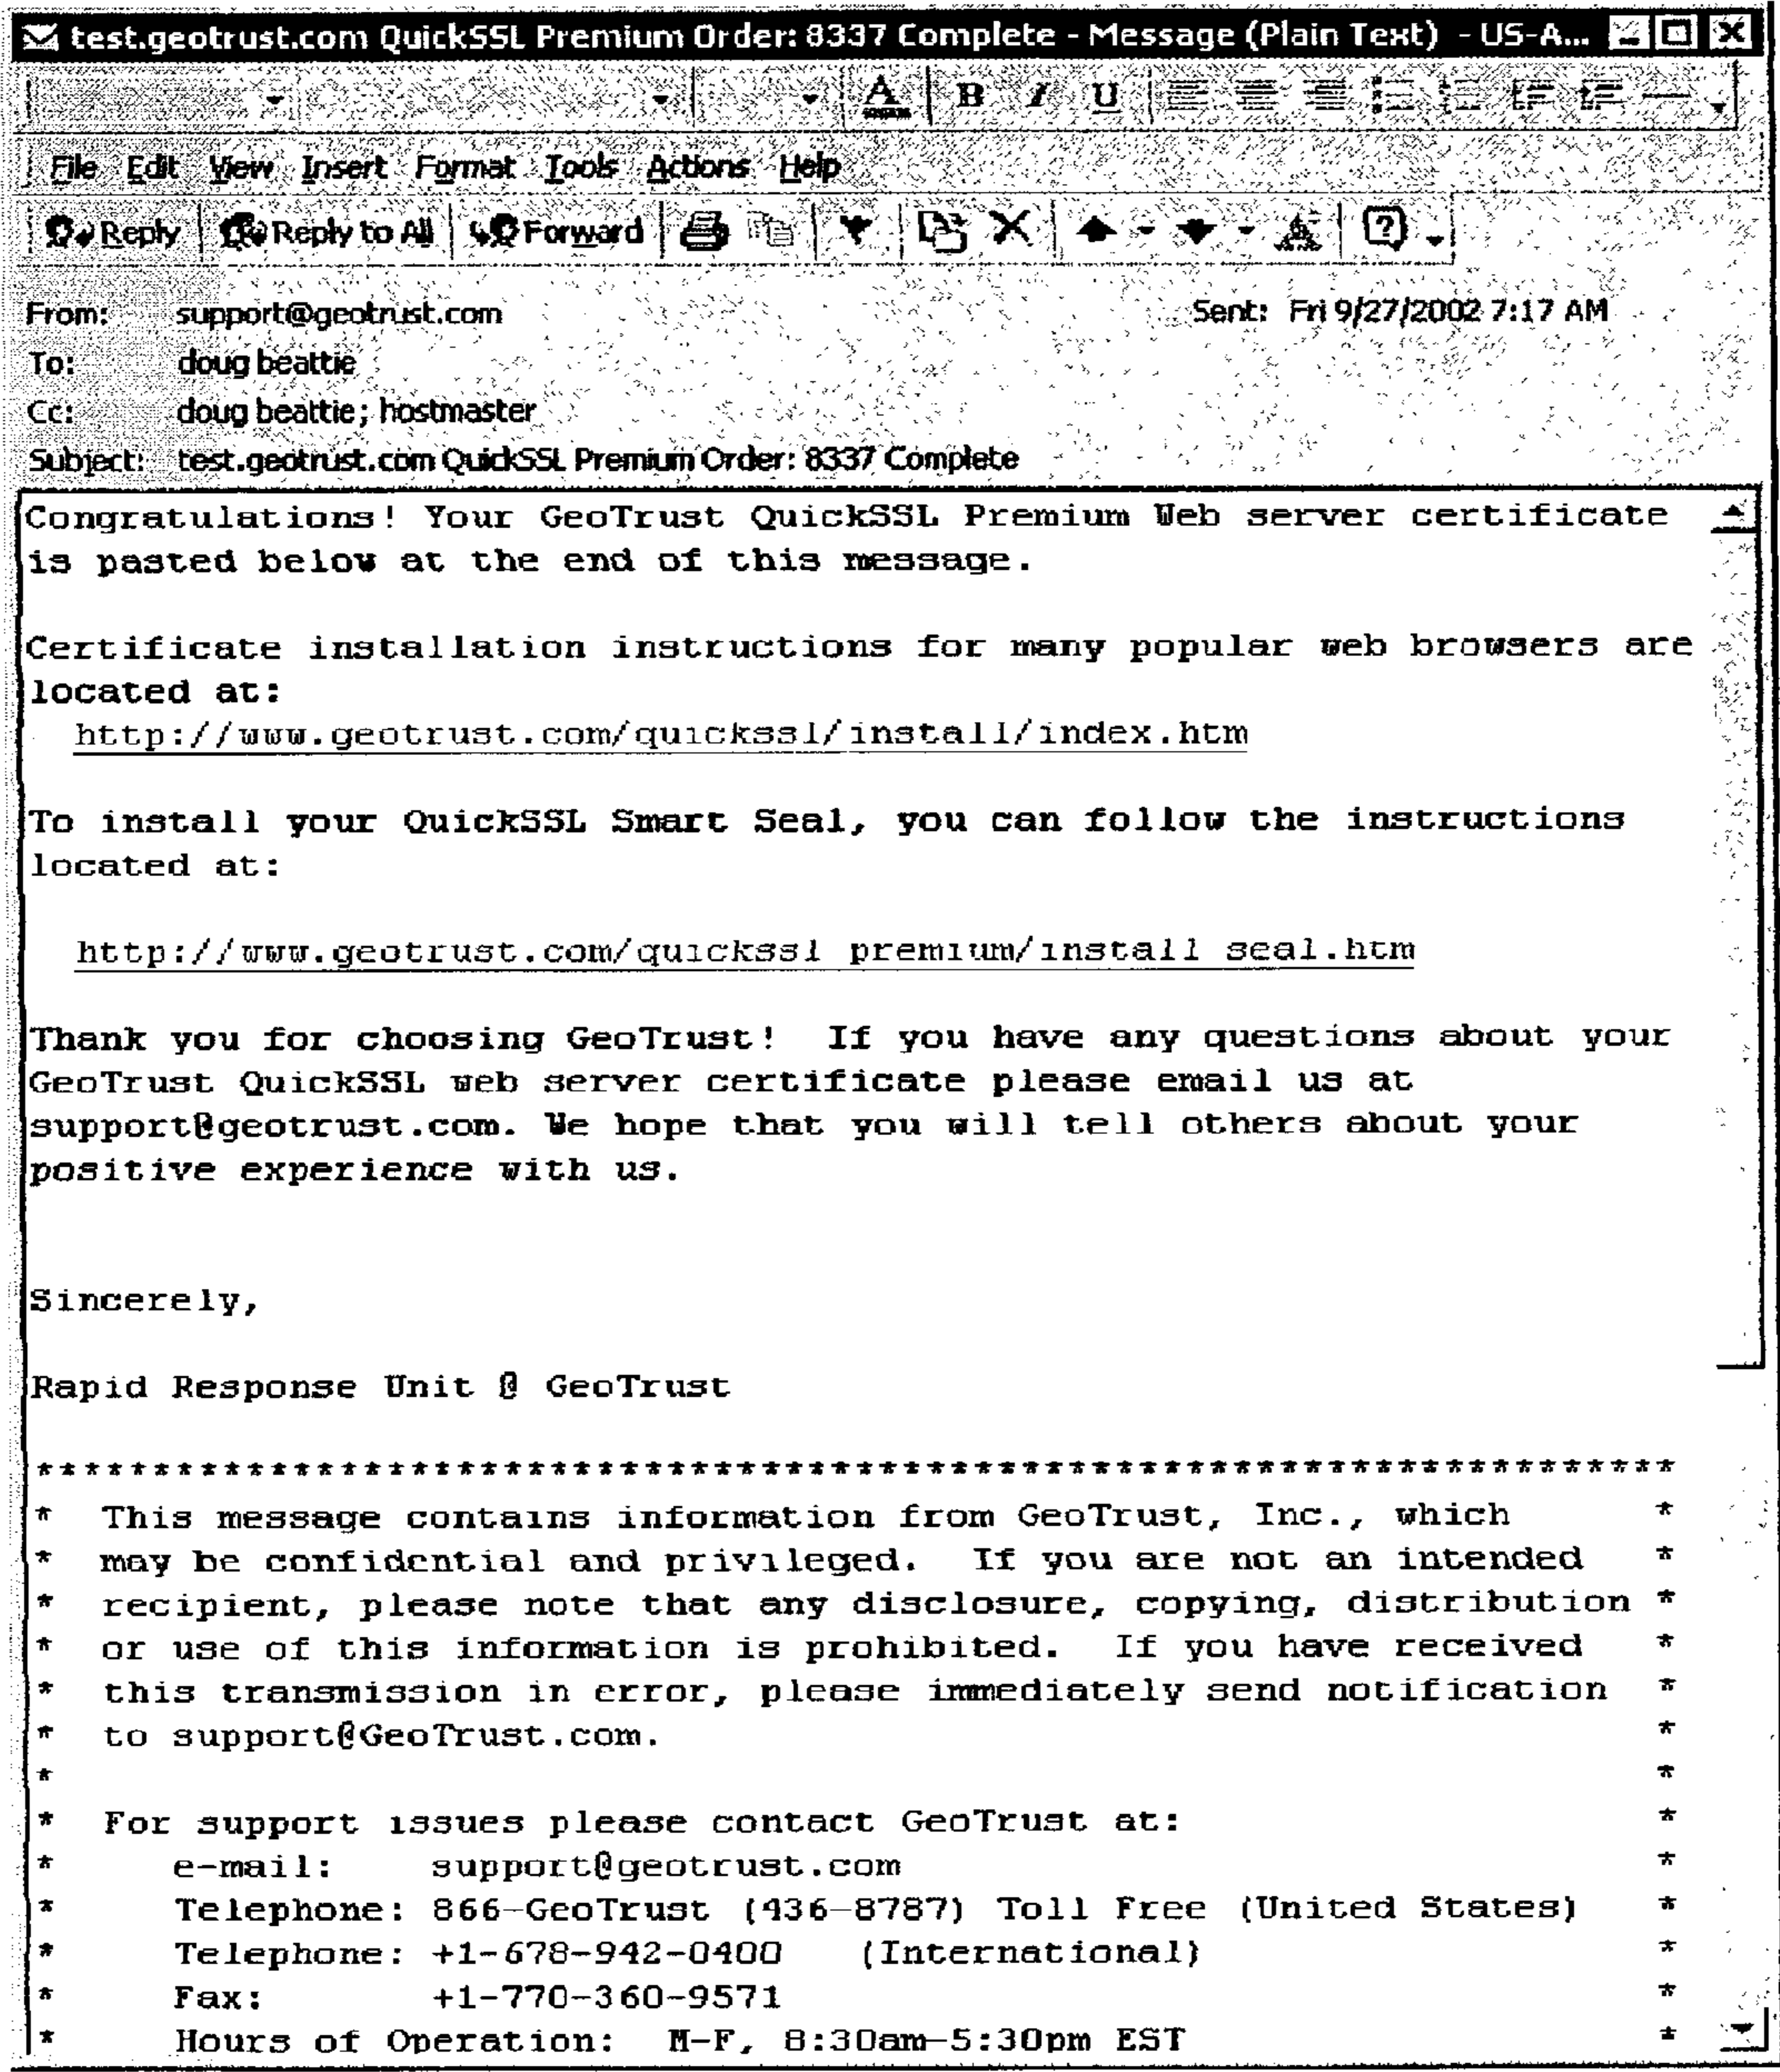 test.geotrust.com QuickSSL Premium Order: 8337 Complete - Message (Plain Text) - US-A...
A B I U
File Edit View Insert Format Tools Actions Help
Reply Reply to All Forward
From: support@geotrust.com Sent: Fri 9/27/2002 7:17 AM
To: doug beattie
Cc: doug beattie; hostmaster
Subject: test.geotrust.com QuickSSL Premium Order: 8337 Complete
Congratulations! Your GeoTrust QuickSSL Premium Web server certificate
is pasted below at the end of this message.
Certificate installation instructions for many popular web browsers are
located at:
http://www.geotrust.com/quickssl/install/index.htm
To install your QuickSSL Smart Seal, you can follow the instructions
located at:
http://www.geotrust.com/quickssl premium/install seal.htm
Thank you for choosing GeoTrust!  If you have any questions about your
GeoTrust QuickSSL web server certificate please email us at
support@geotrust.com. We hope that you will tell others about your
positive experience with us.
Sincerely,
Rapid Response Unit @ GeoTrust
**********************************************************************
* This message contains information from GeoTrust, Inc., which *
* may be confidential and privileged.  If you are not an intended *
* recipient, please note that any disclosure, copying, distribution *
* or use of this information is prohibited.  If you have received *
* this transmission in error, please immediately send notification *
* to support@GeoTrust.com. *
* *
* For support issues please contact GeoTrust at: *
* e-mail: support@geotrust.com *
* Telephone: 866-GeoTrust (436-8787) Toll Free (United States) *
* Telephone: +1-678-942-0400 (International) *
* Fax: +1-770-360-9571 *
* Hours of Operation: M-F, 8:30am-5:30pm EST *